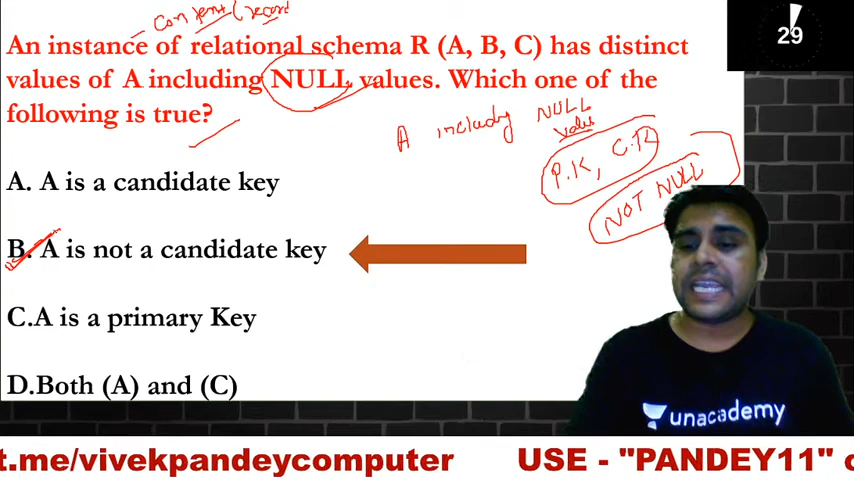 content (record
29
An instance of relational schema R (A, B, C) has distinct
values of A including NULL values. Which one of the
following is true?
A including NULL
value
P.K, C.K
NOT NULL
A. A is a candidate key
B. A is not a candidate key
C.A is a primary Key
D.Both (A) and (C)
unacademy
t.me/vivekpandeycomputer USE - "PANDEY11" c